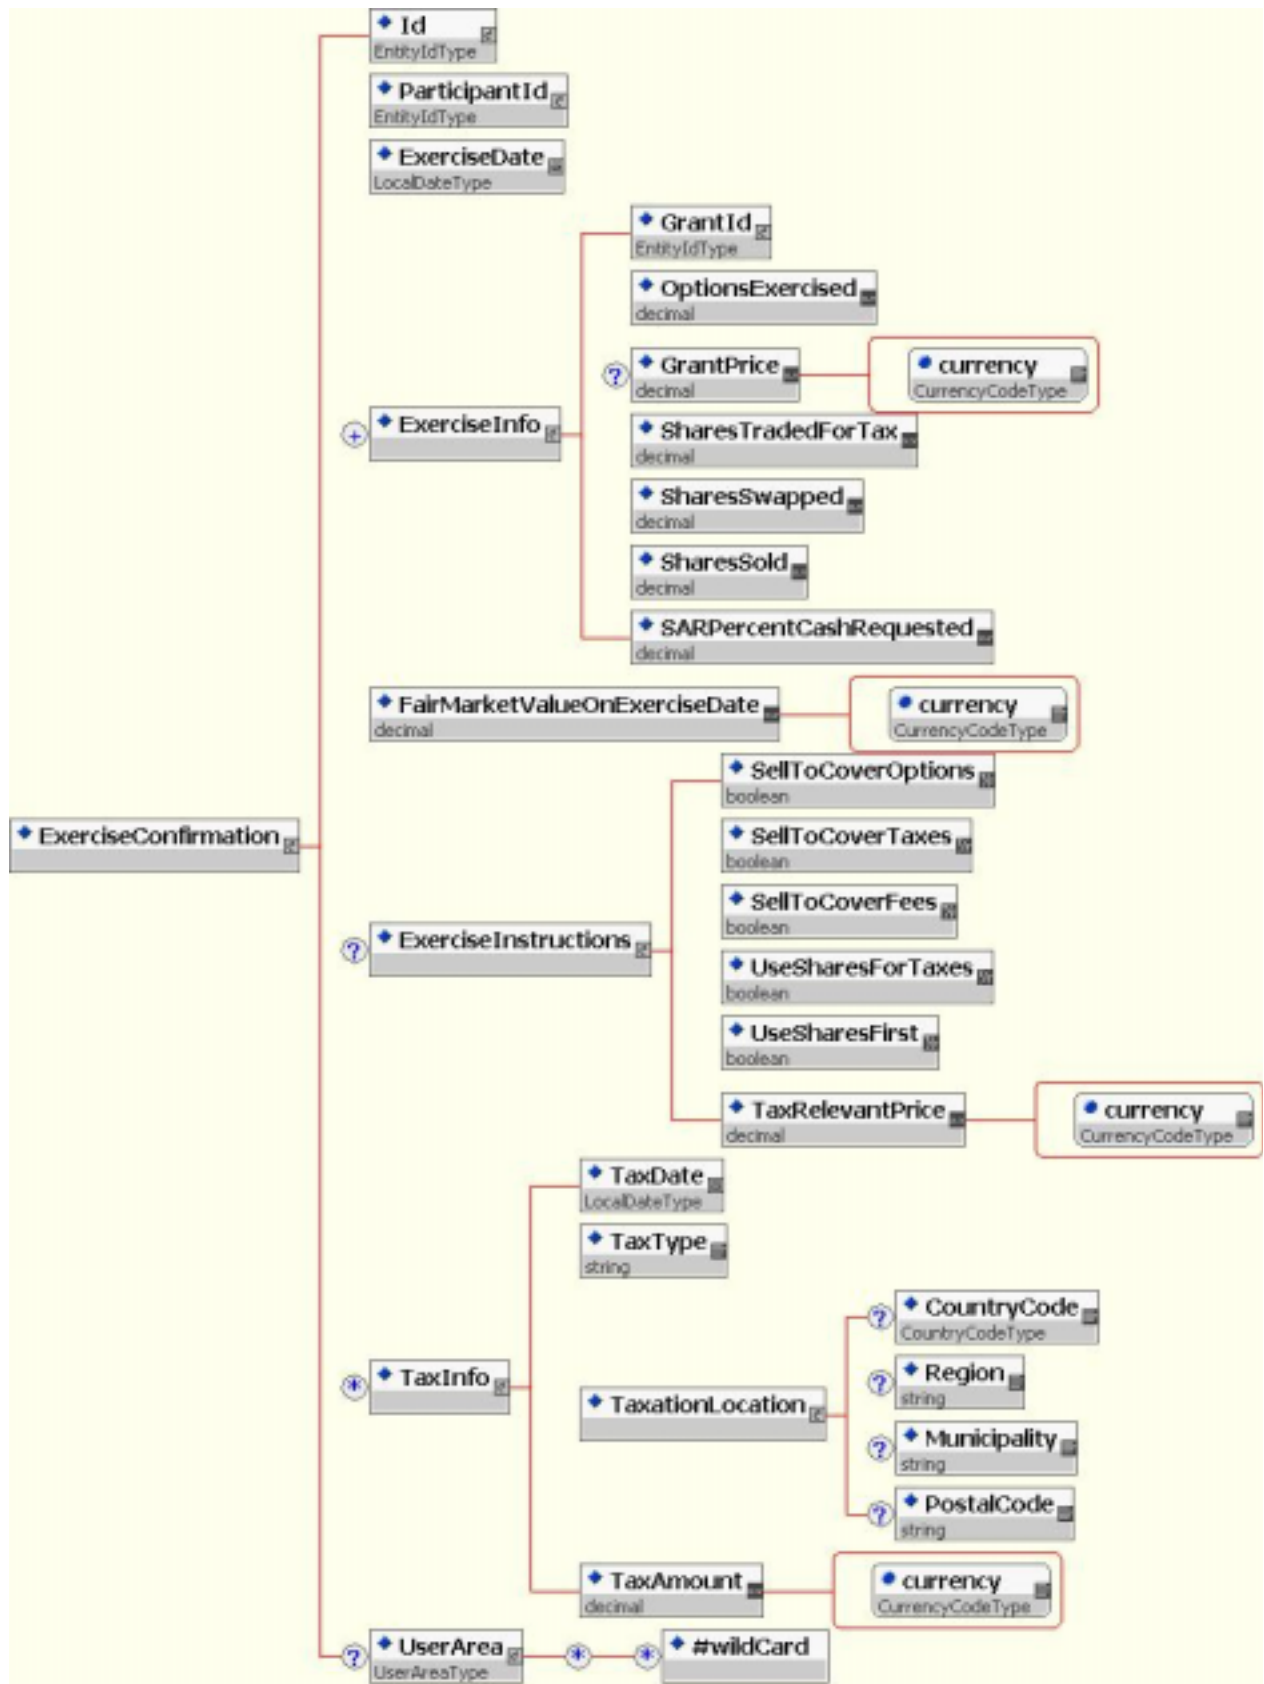 Id
EntityIdType
ParticipantId
EntityIdType
ExerciseDate
LocalDateType
GrantId
EntityIdType
OptionsExercised
decimal
? GrantPrice
decimal
currency
CurrencyCodeType
+ ExerciseInfo
SharesTradedForTax
decimal
SharesSwapped
decimal
SharesSold
decimal
SARPercentCashRequested
decimal
FairMarketValueOnExerciseDate
decimal
currency
CurrencyCodeType
ExerciseConfirmation
SellToCoverOptions
boolean
SellToCoverTaxes
boolean
SellToCoverFees
boolean
? ExerciseInstructions
UseSharesForTaxes
boolean
UseSharesFirst
boolean
TaxRelevantPrice
decimal
currency
CurrencyCodeType
TaxDate
LocalDateType
TaxType
string
* TaxInfo
TaxationLocation
? CountryCode
CountryCodeType
? Region
string
? Municipality
string
? PostalCode
string
TaxAmount
decimal
currency
CurrencyCodeType
? UserArea
UserAreaType
* * #wildCard